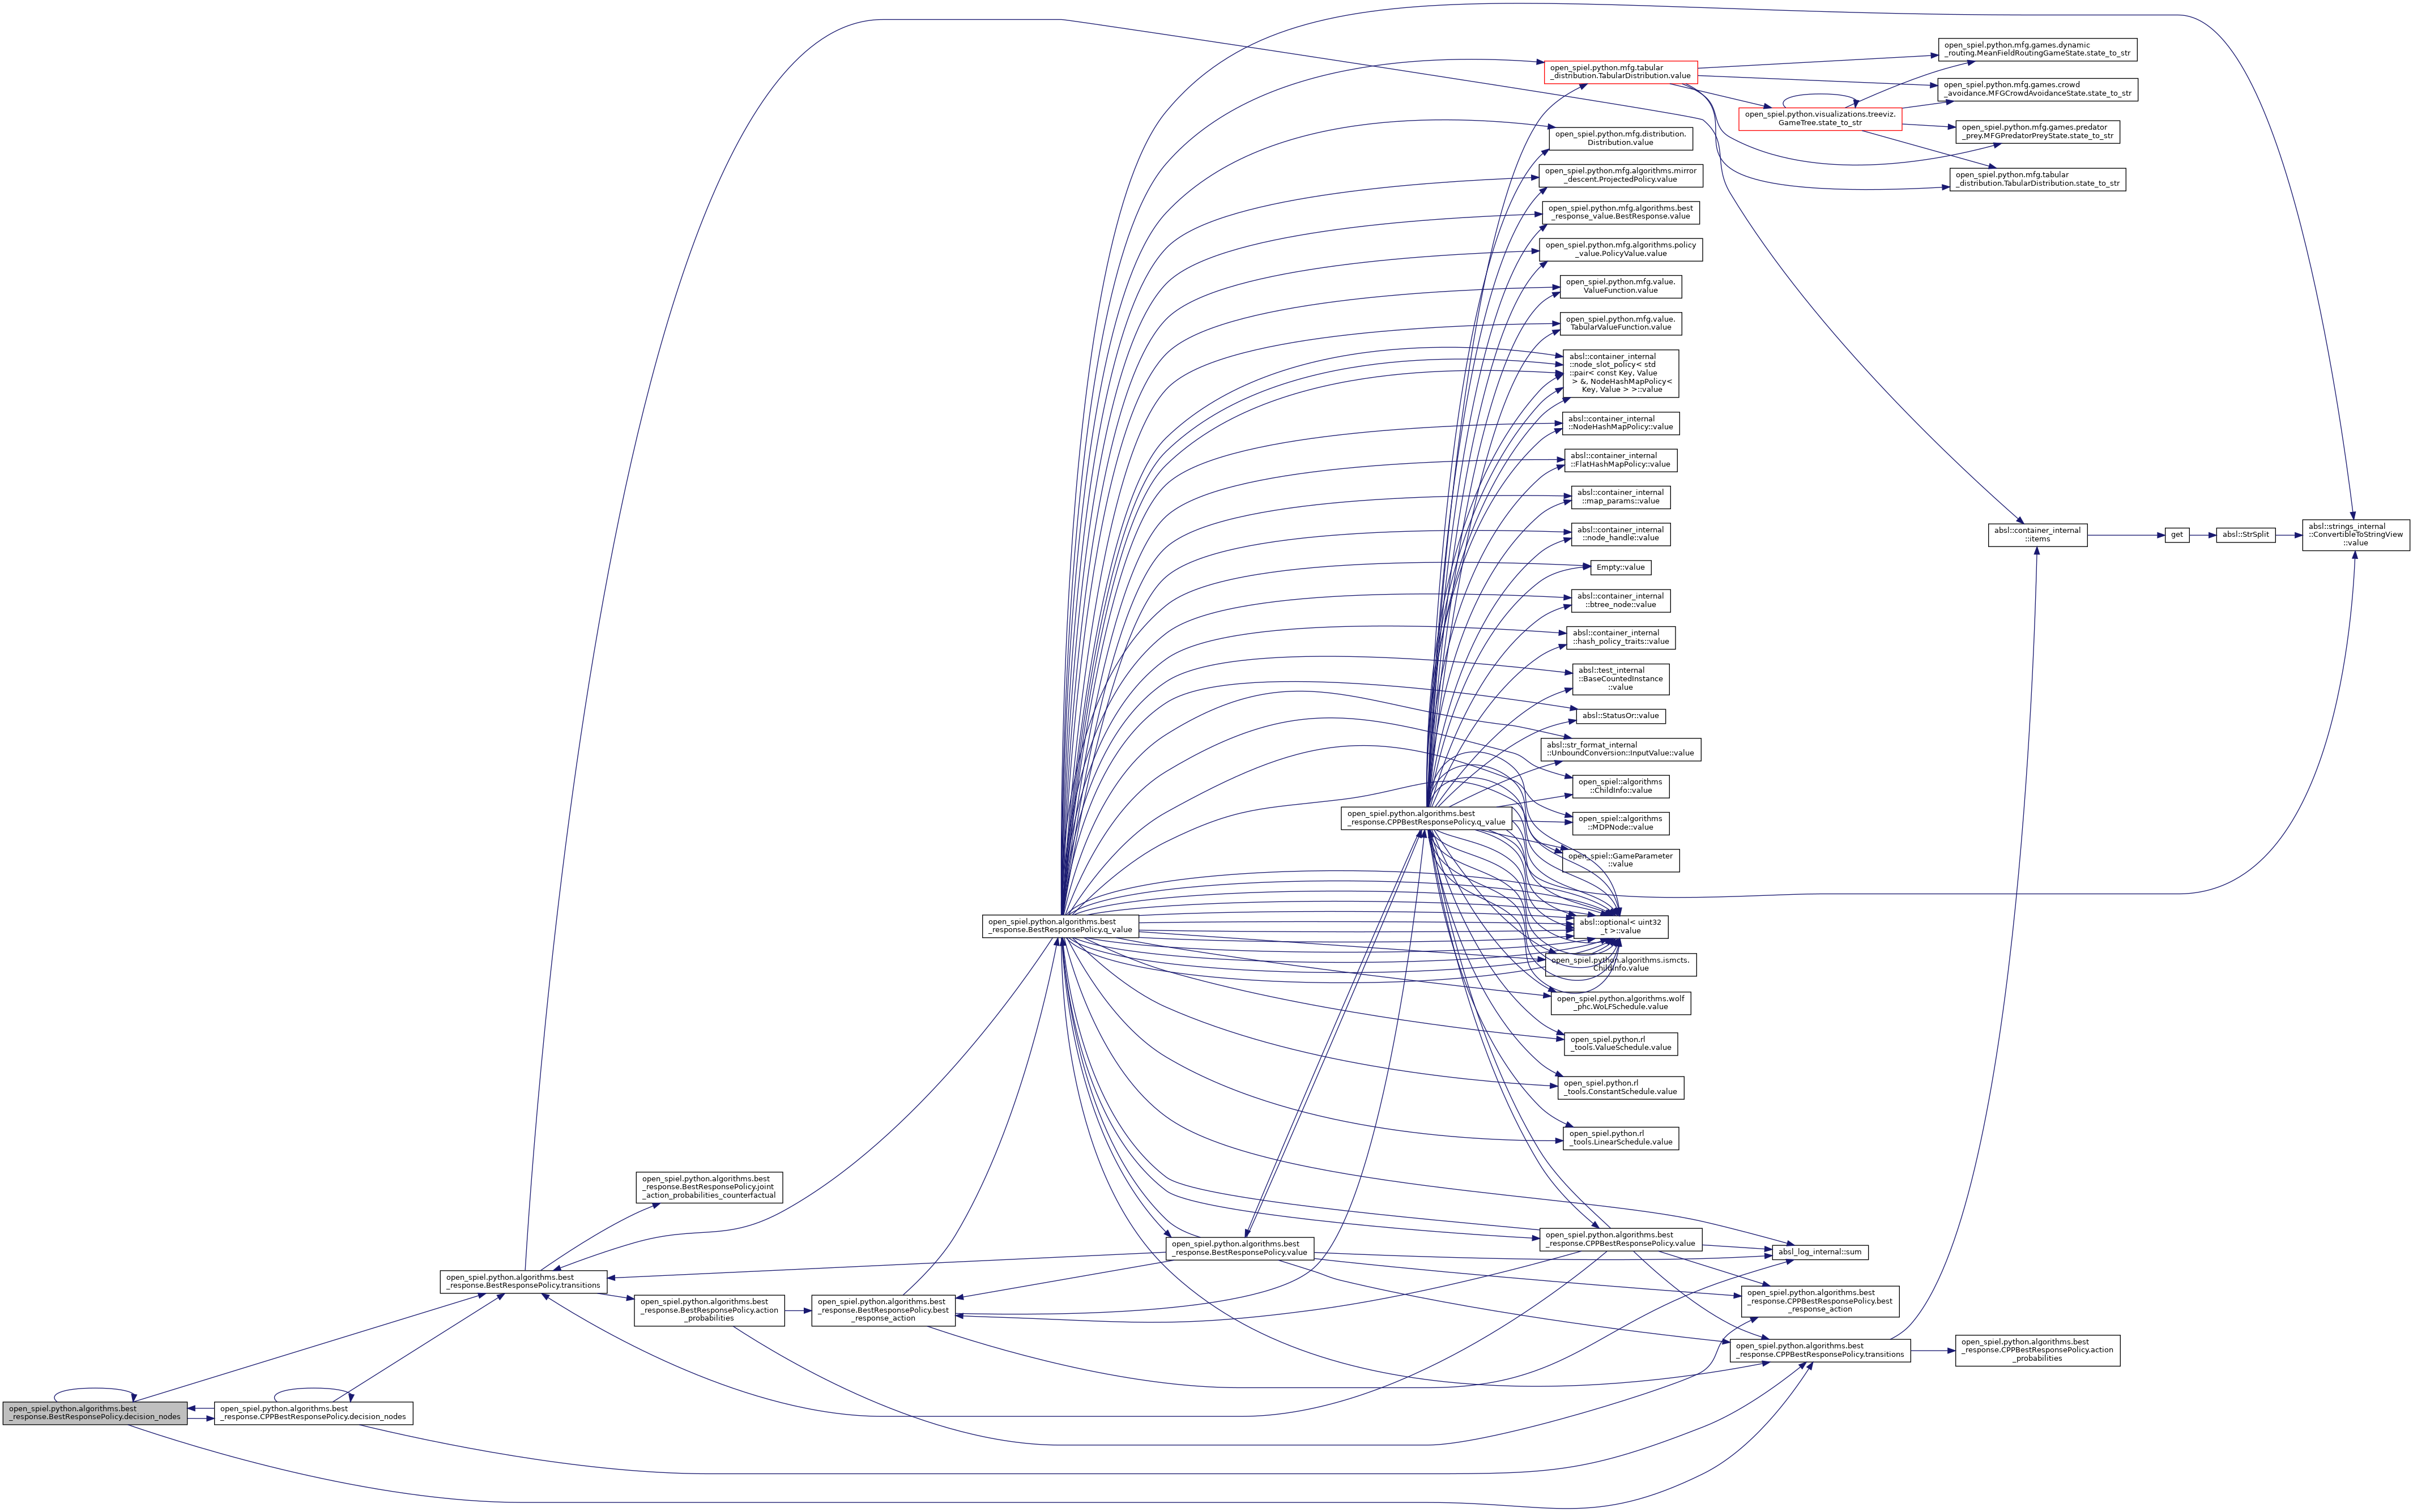 open_spiel.python.mfg.games.dynamic
_routing.MeanFieldRoutingGameState.state_to_str
open_spiel.python.mfg.tabular
_distribution.TabularDistribution.value
open_spiel.python.mfg.games.crowd
_avoidance.MFGCrowdAvoidanceState.state_to_str
open_spiel.python.visualizations.treeviz.
GameTree.state_to_str
open_spiel.python.mfg.games.predator
_prey.MFGPredatorPreyState.state_to_str
open_spiel.python.mfg.distribution.
Distribution.value
open_spiel.python.mfg.algorithms.mirror
_descent.ProjectedPolicy.value
open_spiel.python.mfg.tabular
_distribution.TabularDistribution.state_to_str
open_spiel.python.mfg.algorithms.best
_response_value.BestResponse.value
open_spiel.python.mfg.algorithms.policy
_value.PolicyValue.value
open_spiel.python.mfg.value.
ValueFunction.value
open_spiel.python.mfg.value.
TabularValueFunction.value
absl::container_internal
::node_slot_policy< std
::pair< const Key, Value
> &, NodeHashMapPolicy<
Key, Value > >::value
absl::container_internal
::NodeHashMapPolicy::value
absl::container_internal
::FlatHashMapPolicy::value
absl::container_internal
::map_params::value
absl::container_internal
::node_handle::value
absl::container_internal
::items
get
absl::StrSplit
absl::strings_internal
::ConvertibleToStringView
::value
Empty::value
absl::container_internal
::btree_node::value
absl::container_internal
::hash_policy_traits::value
absl::test_internal
::BaseCountedInstance
::value
absl::StatusOr::value
absl::str_format_internal
::UnboundConversion::InputValue::value
open_spiel::algorithms
::ChildInfo::value
open_spiel.python.algorithms.best
_response.CPPBestResponsePolicy.q_value
open_spiel::algorithms
::MDPNode::value
open_spiel::GameParameter
::value
open_spiel.python.algorithms.best
_response.BestResponsePolicy.q_value
absl::optional< uint32
_t >::value
open_spiel.python.algorithms.ismcts.
ChildInfo.value
open_spiel.python.algorithms.wolf
_phc.WoLFSchedule.value
open_spiel.python.rl
_tools.ValueSchedule.value
open_spiel.python.rl
_tools.ConstantSchedule.value
open_spiel.python.rl
_tools.LinearSchedule.value
open_spiel.python.algorithms.best
_response.BestResponsePolicy.joint
_action_probabilities_counterfactual
open_spiel.python.algorithms.best
_response.BestResponsePolicy.value
open_spiel.python.algorithms.best
_response.CPPBestResponsePolicy.value
absl_log_internal::sum
open_spiel.python.algorithms.best
_response.BestResponsePolicy.transitions
open_spiel.python.algorithms.best
_response.BestResponsePolicy.action
_probabilities
open_spiel.python.algorithms.best
_response.BestResponsePolicy.best
_response_action
open_spiel.python.algorithms.best
_response.CPPBestResponsePolicy.best
_response_action
open_spiel.python.algorithms.best
_response.CPPBestResponsePolicy.transitions
open_spiel.python.algorithms.best
_response.CPPBestResponsePolicy.action
_probabilities
open_spiel.python.algorithms.best
_response.BestResponsePolicy.decision_nodes
open_spiel.python.algorithms.best
_response.CPPBestResponsePolicy.decision_nodes